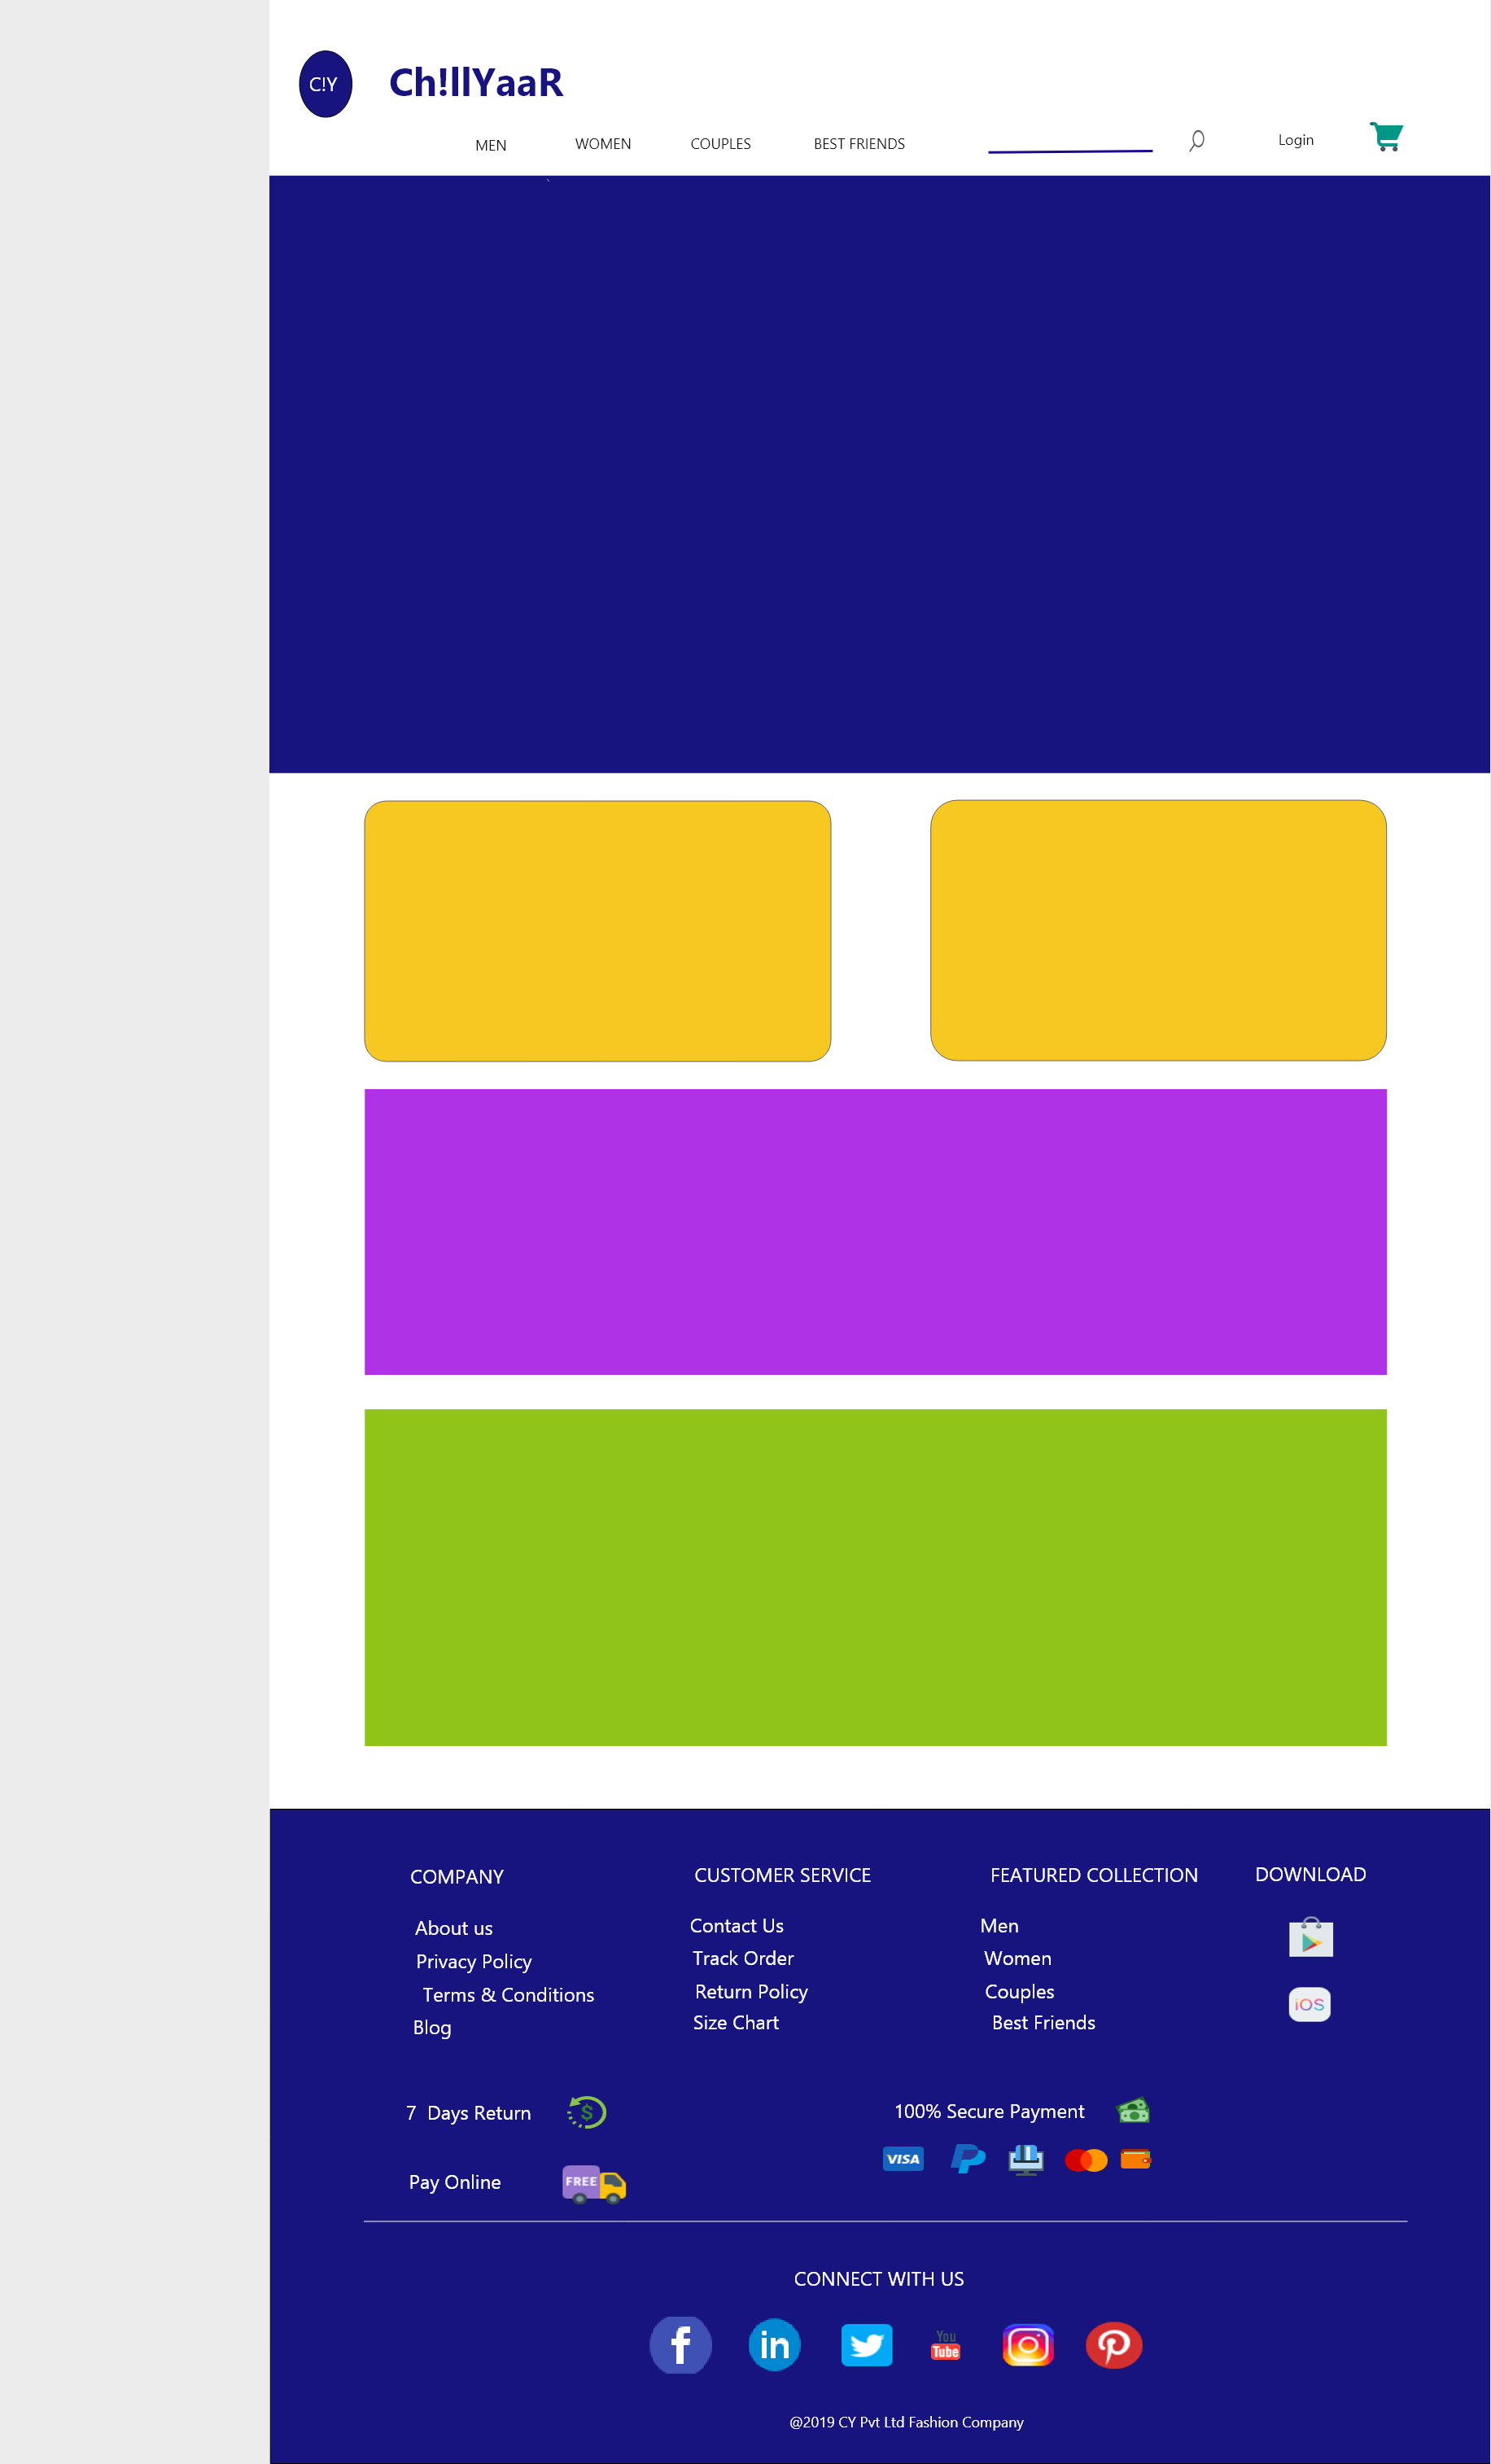 C!Y
Ch!llYaaR
MEN WOMEN COUPLES BEST FRIENDS Login
`
COMPANY CUSTOMER SERVICE FEATURED COLLECTION DOWNLOAD
About us Contact Us Men
Privacy Policy Track Order Women
Terms & Conditions Return Policy Couples iOS
Blog Size Chart Best Friends
7 Days Return 100% Secure Payment
VISA
Pay Online FREE
CONNECT WITH US
f in You Tube
@2019 CY Pvt Ltd Fashion Company